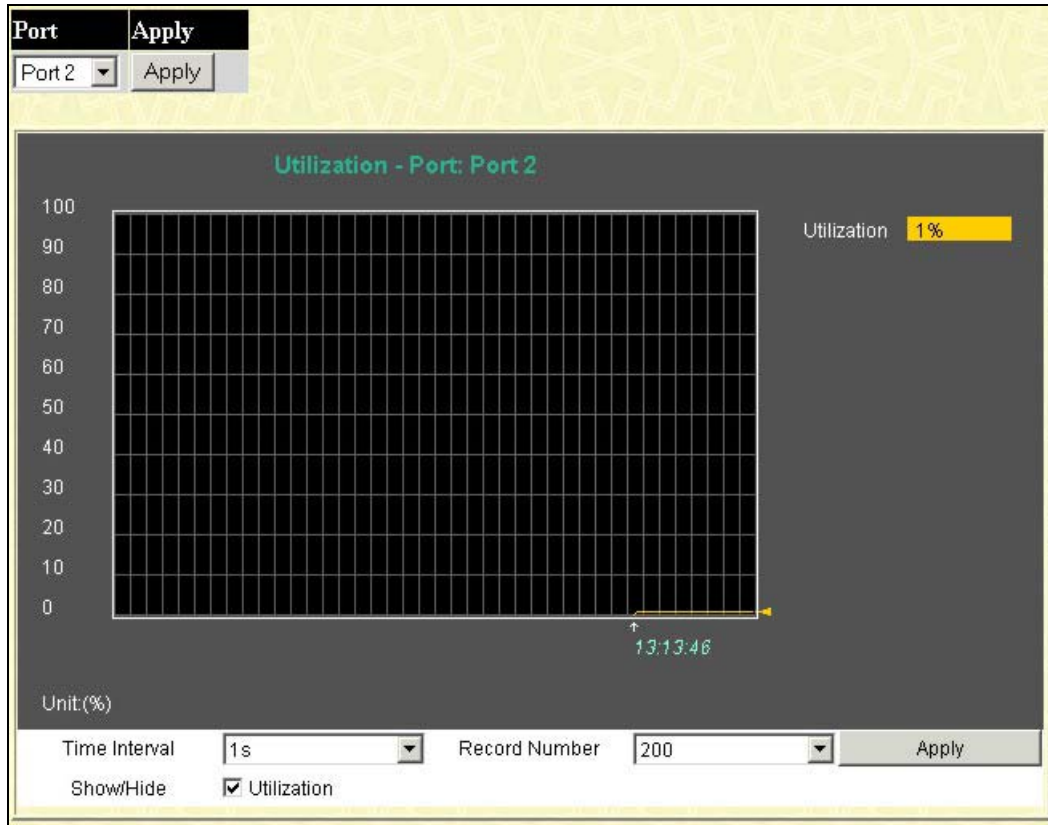 Port Apply
Port 2 Apply
Utilization - Port: Port 2
100
90
80
70
60
50
40
30
20
10
0
Utilization 1%
13:13:46
Unit:(%)
Time Interval 1s Record Number 200 Apply
Show/Hide Utilization